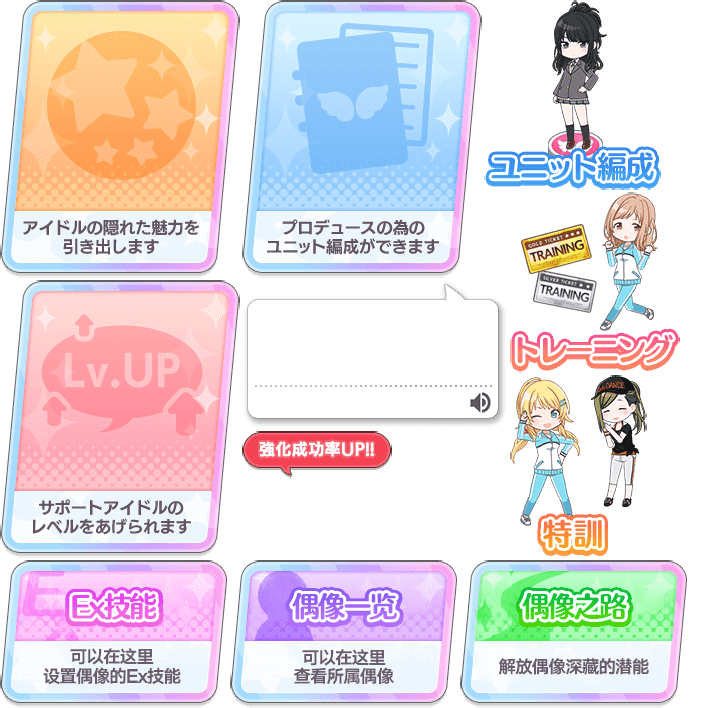 アイドルの隠れた魅力を
引き出します
プロデュースの為の
ユニット編成ができます
ユニット編成
GOLD TICKET ★★★
TRAINING
SILVER TICKET ★★★
TRAINING
トレーニング
Lv.UP
サポートアイドルの
レベルをあげられます
強化成功率UP!!
DANCE
特訓
Ex技能
可以在这里
设置偶像的Ex技能
偶像一览
可以在这里
查看所属偶像
偶像之路
解放偶像深藏的潜能